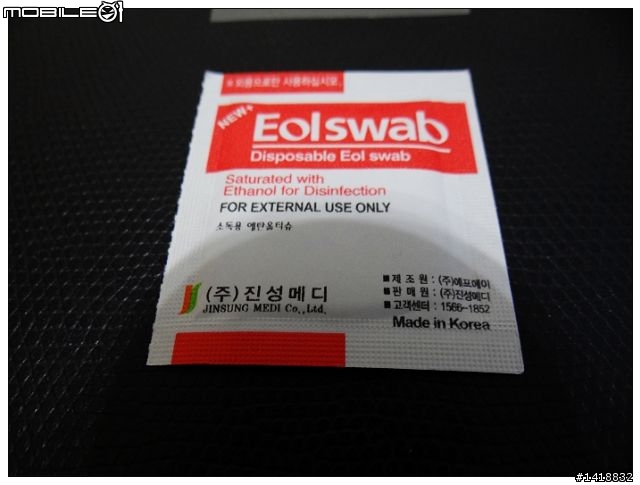 MOBILE01
※ 외용으로만 사용하십시오.
NEW+
Eolswab
Disposable Eol swab
Saturated with
Ethanol for Disinfection
FOR EXTERNAL USE ONLY
소독용 에탄올티슈
(주)진성메디
JINSUNG MEDI Co., Ltd.
■ 제 조 원 : (주)에프에이
■ 판 매 원 : (주)진성메디
■ 고객센터 : 1566-1852
Made in Korea
#1418832